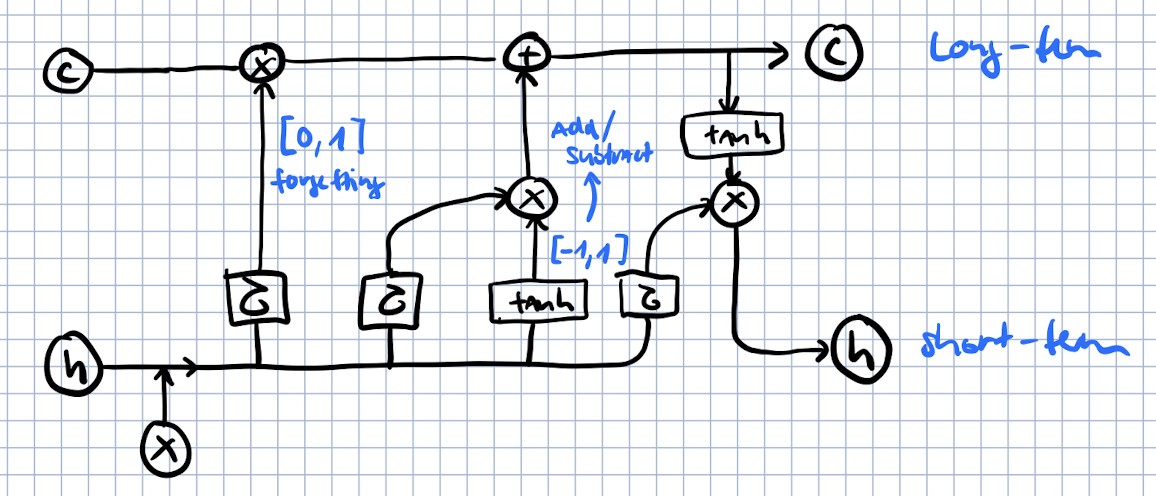 C
x
+
C
Long-term
tanh
[0,1]
forgetting
Add/
Subtract
x
x
[-1,1]
tanh
h
h
short-term
x